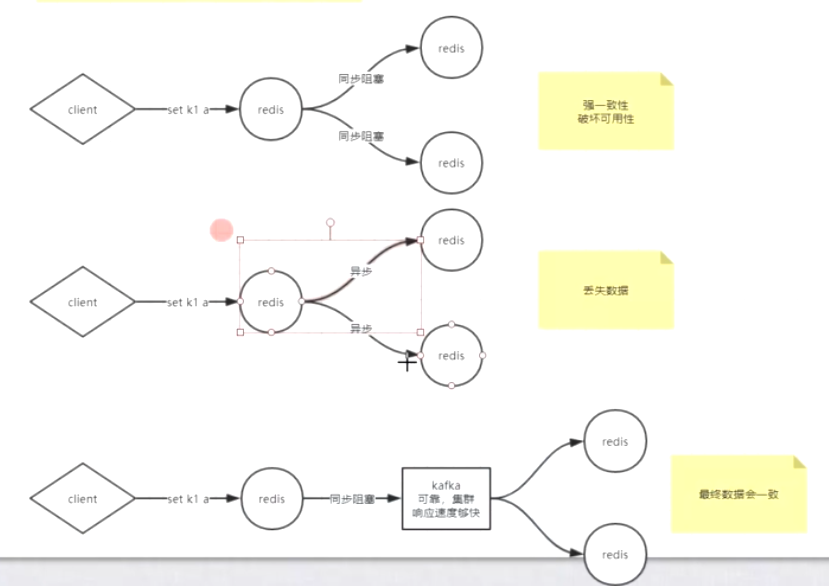 redis
同步阻塞
client
set k1 a
redis
强一致性
破坏可用性
同步阻塞
redis
redis
异步
client
set k1 a
redis
丢失数据
异步
redis
redis
client
set k1 a
redis
同步阻塞
kafka
可靠，集群
响应速度够快
最终数据会一致
redis